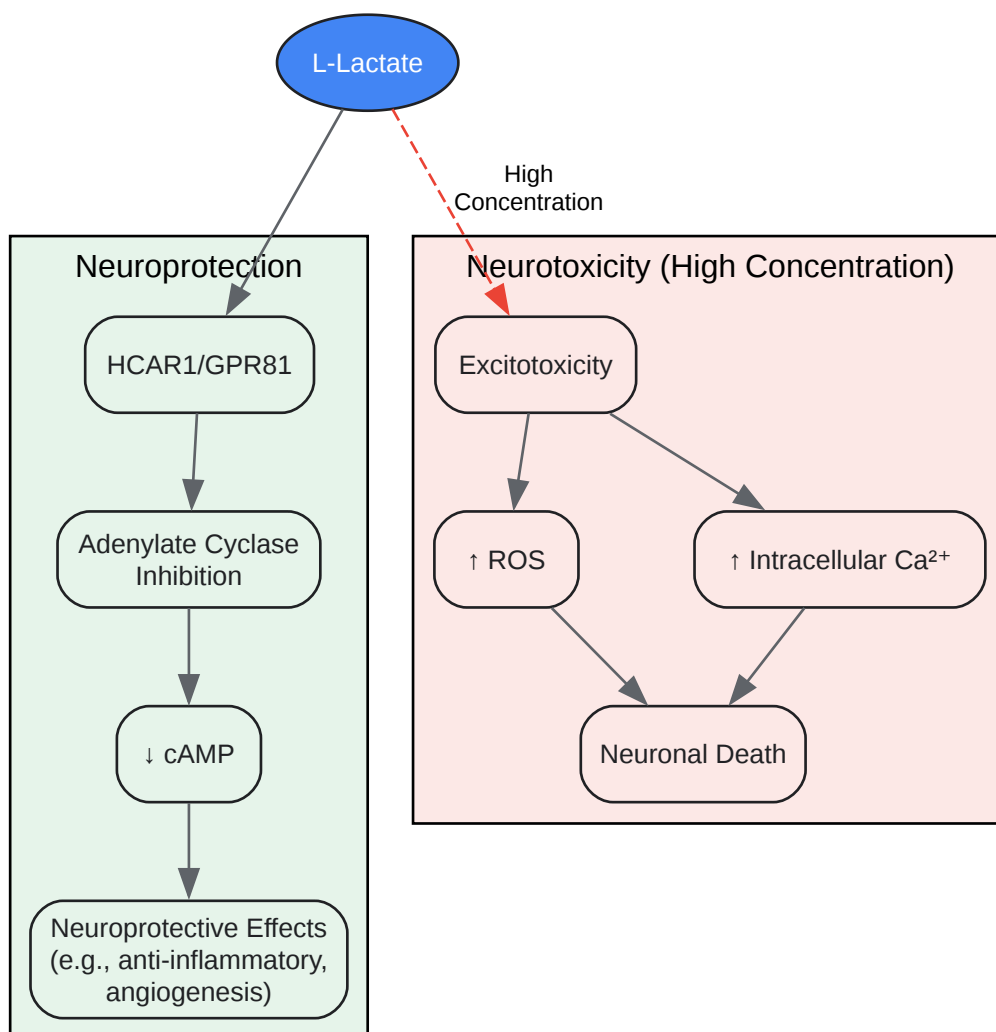 L-Lactate
High
Concentration
Neuroprotection
HCAR1/GPR81
Adenylate Cyclase
Inhibition
↓ cAMP
Neuroprotective Effects
(e.g., anti-inflammatory,
angiogenesis)
Neurotoxicity (High Concentration)
Excitotoxicity
↑ ROS
↑ Intracellular Ca²⁺
Neuronal Death